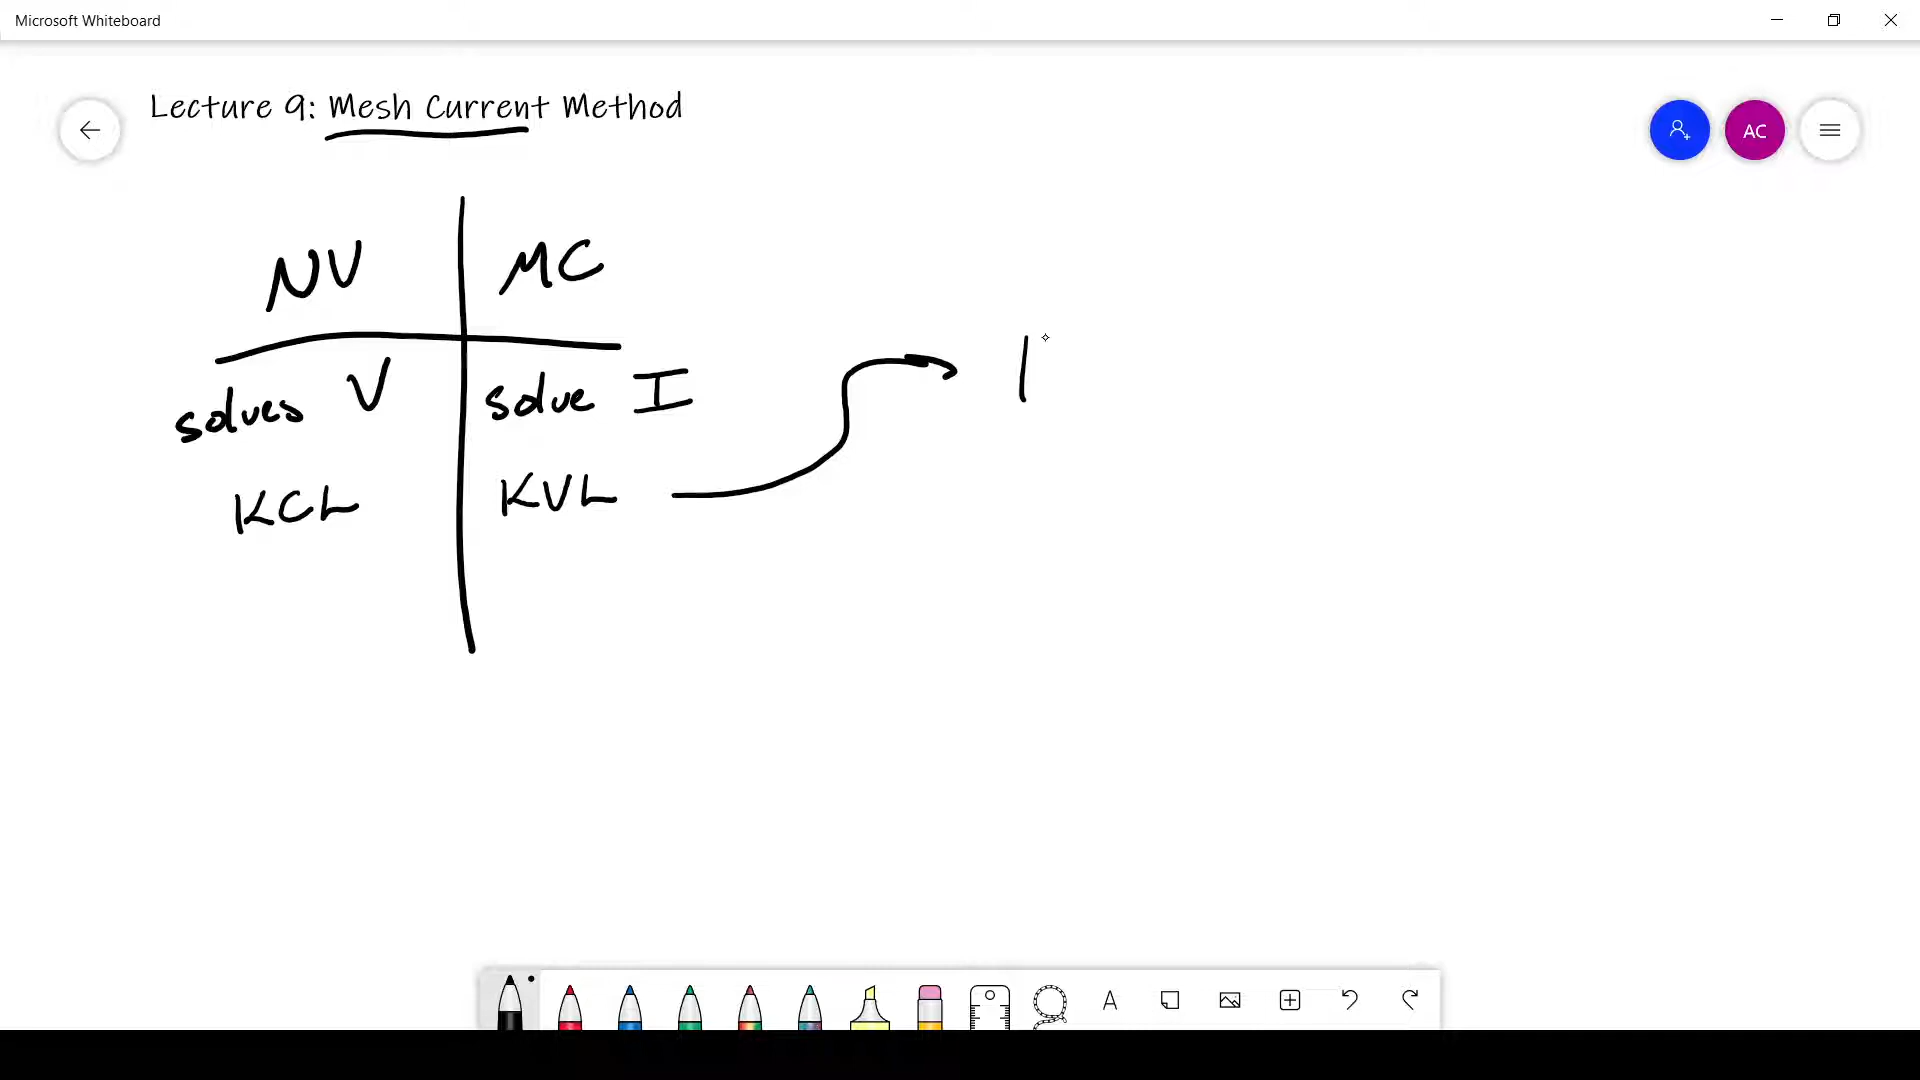 Microsoft Whiteboard
Lecture 9: Mesh Current Method
AC
NV MC
solves V solve I
KCL KVL
A